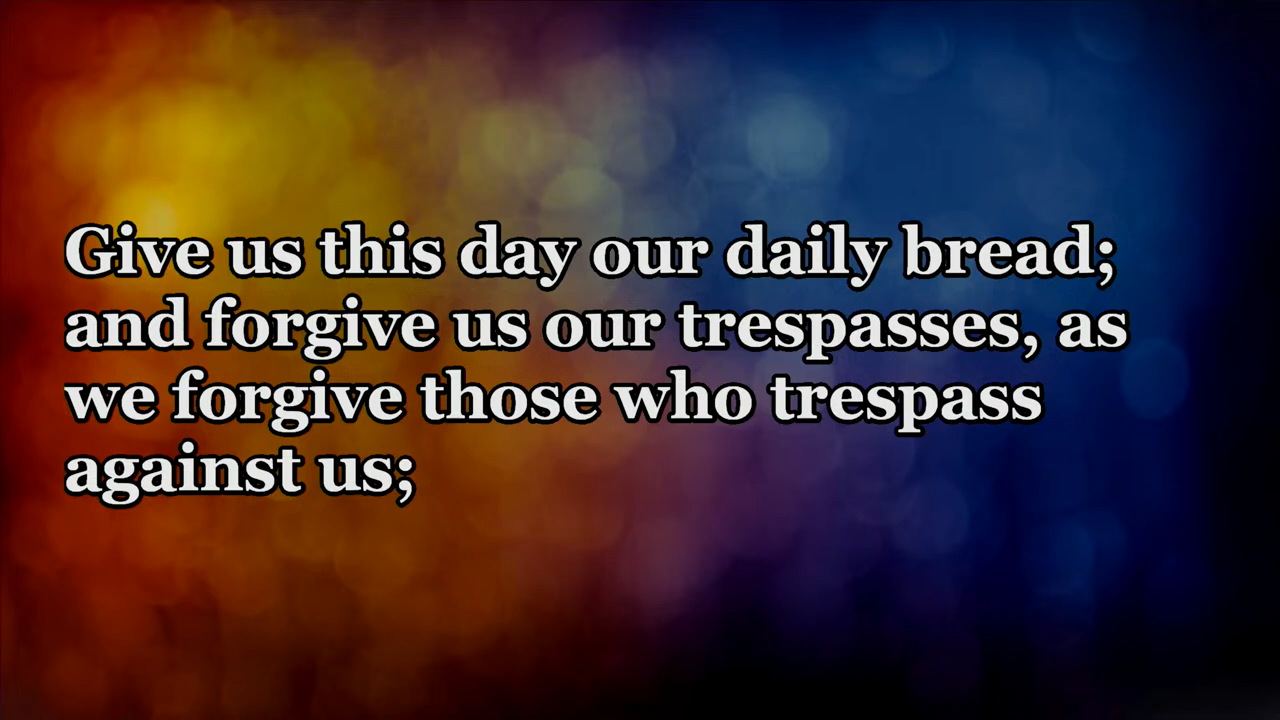 Give us this day our daily bread;
and forgive us our trespasses, as
we forgive those who trespass
against us;